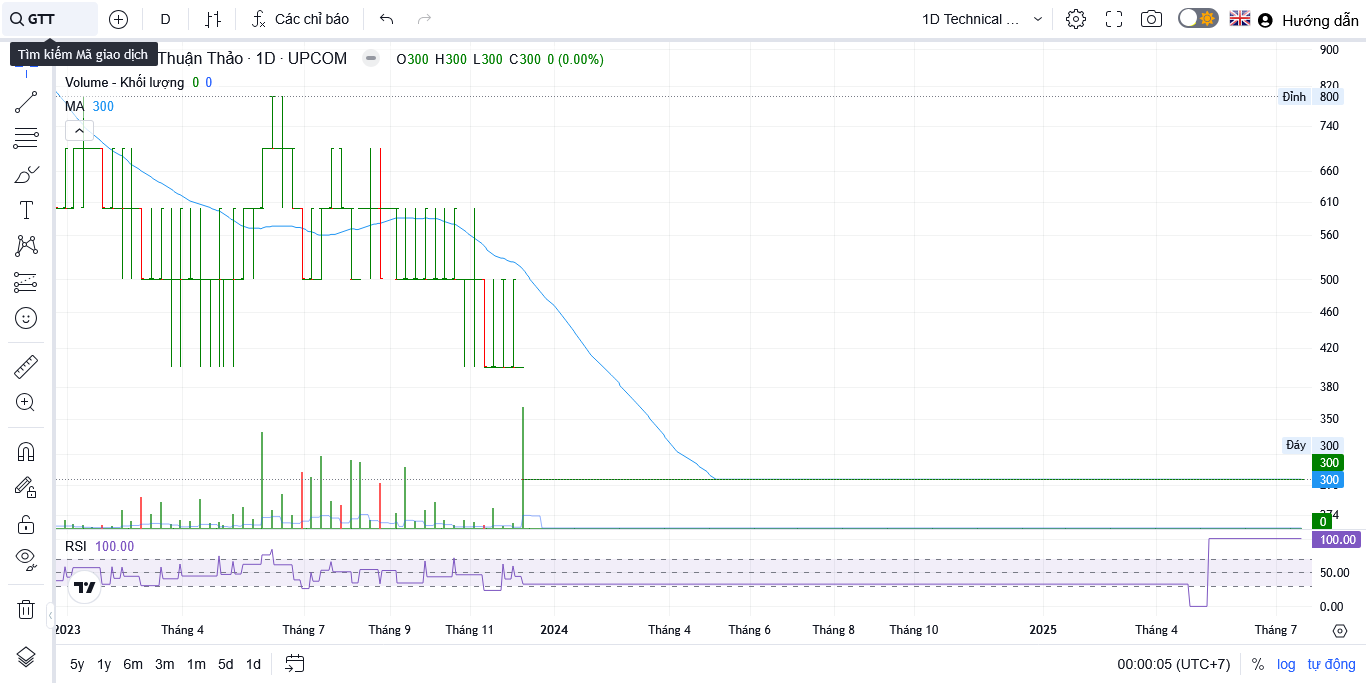 GTT
D
Các chỉ báo
1D Technical ...
Hướng dẫn
Tìm kiếm Mã giao dịch
Thuận Thảo · 1D · UPCOM
O300 H300 L300 C300 0 (0.00%)
Volume - Khối lượng 0 0
MA 300
900
820
Đỉnh 800
740
660
610
560
500
460
420
380
350
Đáy 300
300
300
274
0
RSI 100.00
100.00
50.00
0.00
2023 Tháng 4 Tháng 7 Tháng 9 Tháng 11 2024 Tháng 4 Tháng 6 Tháng 8 Tháng 10 2025 Tháng 4 Tháng 7
5y 1y 6m 3m 1m 5d 1d
00:00:05 (UTC+7) % log tự động